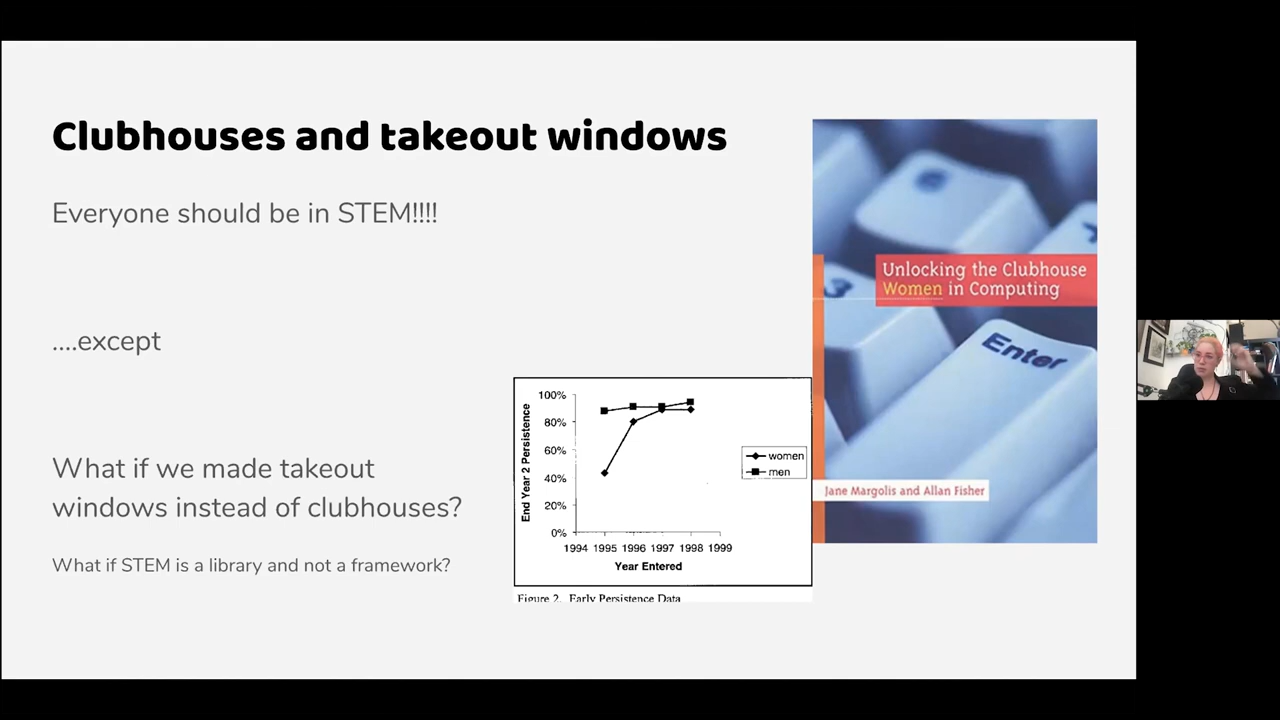 Clubhouses and takeout windows
Everyone should be in STEM!!!!
....except
What if we made takeout
windows instead of clubhouses?
What if STEM is a library and not a framework?
End Year 2 Persistence
100%
80%
60%
40%
20%
0%
1994 1995 1996 1997 1998 1999
Year Entered
women
men
Figure 2. Early Persistence Data
3
Unlocking the Clubhouse
Women in Computing
Enter
Jane Margolis and Allan Fisher